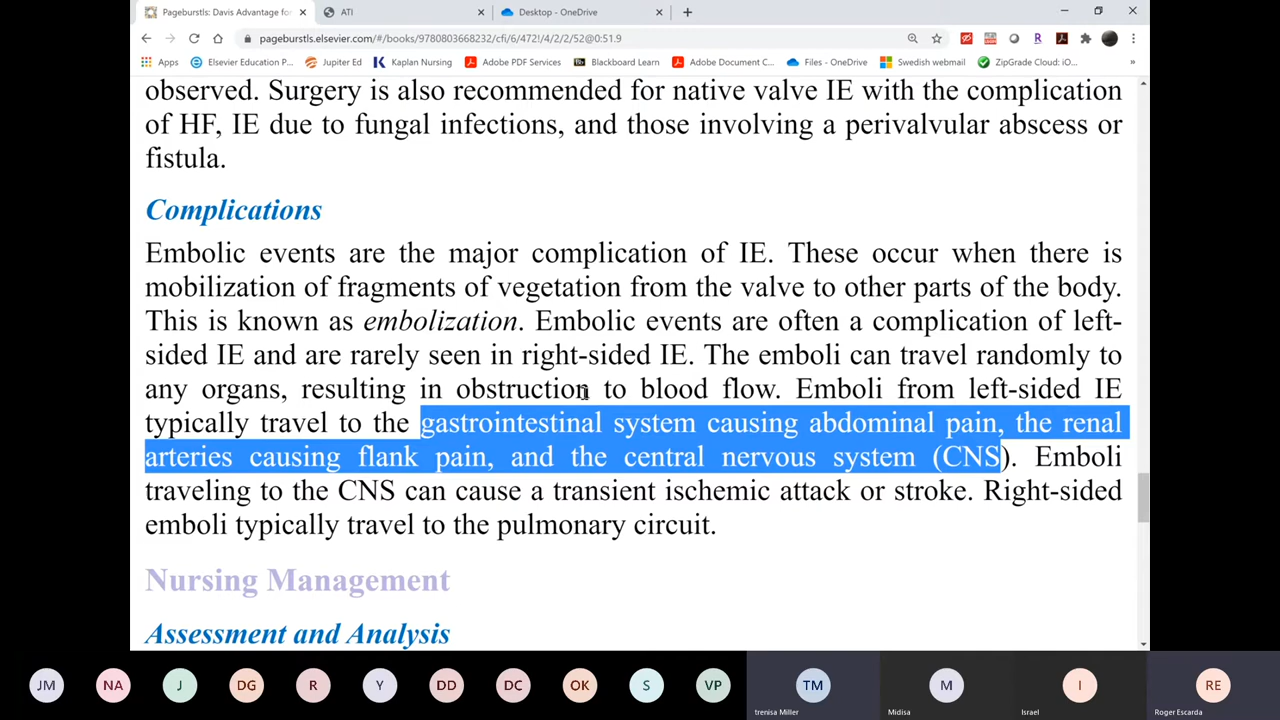 Pageburstls: Davis Advantage for
ATI
Desktop - OneDrive
pageburstls.elsevier.com/#/books/9780803668232/cfi/6/472!/4/2/2/52@0:51.9
Apps
Elsevier Education P...
Jupiter Ed
Kaplan Nursing
Adobe PDF Services
Blackboard Learn
Adobe Document C...
Files - OneDrive
Swedish webmail
ZipGrade Cloud: iO...
»
observed. Surgery is also recommended for native valve IE with the complication
of HF, IE due to fungal infections, and those involving a perivalvular abscess or
fistula.
Complications
Embolic events are the major complication of IE. These occur when there is
mobilization of fragments of vegetation from the valve to other parts of the body.
This is known as embolization. Embolic events are often a complication of left-
sided IE and are rarely seen in right-sided IE. The emboli can travel randomly to
any organs, resulting in obstruction to blood flow. Emboli from left-sided IE
typically travel to the gastrointestinal system causing abdominal pain, the renal
arteries causing flank pain, and the central nervous system (CNS). Emboli
traveling to the CNS can cause a transient ischemic attack or stroke. Right-sided
emboli typically travel to the pulmonary circuit.
Nursing Management
Assessment and Analysis
JM
NA
J
DG
R
Y
DD
DC
OK
S
VP
TM
M
I
RE
trenisa Miller
Midisa
Israel
Roger Escarda